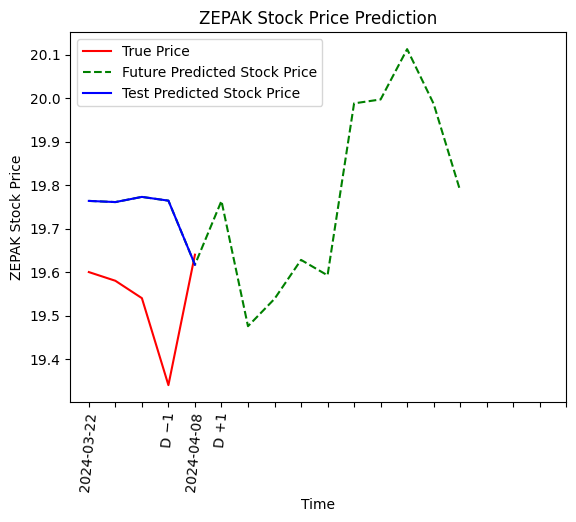 ZEPAK Stock Price Prediction
True Price
Future Predicted Stock Price
Test Predicted Stock Price
ZEPAK Stock Price
20.1
20.0
19.9
19.8
19.7
19.6
19.5
19.4
2024-03-22
D −1
2024-04-08
D +1
Time